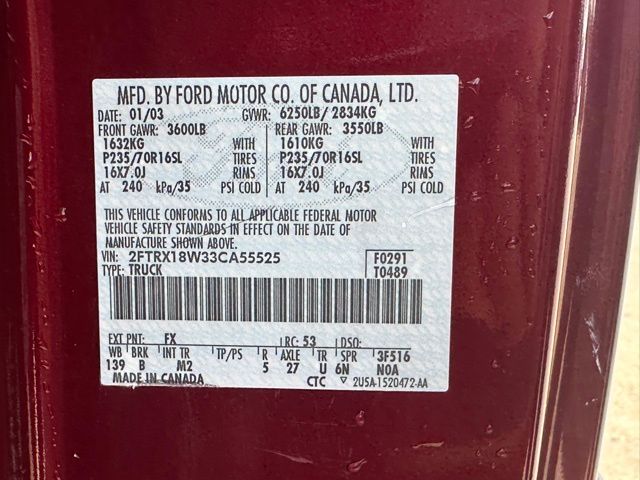 MFD. BY FORD MOTOR CO. OF CANADA, LTD.
DATE: 01/03 GVWR: 6250LB/ 2834KG
FRONT GAWR: 3600LB REAR GAWR: 3550LB
1632KG WITH 1610KG WITH
P235/70R16SL TIRES P235/70R16SL TIRES
16X7.0J RIMS 16X7.0J RIMS
AT 240 kPa/35 PSI COLD AT 240 kPa/35 PSI COLD
THIS VEHICLE CONFORMS TO ALL APPLICABLE FEDERAL MOTOR
VEHICLE SAFETY STANDARDS IN EFFECT ON THE DATE OF
MANUFACTURE SHOWN ABOVE.
VIN: 2FTRX18W33CA55525 F0291
TYPE: TRUCK T0489
EXT PNT: FX RC: 53 DSO:
WB BRK INT TR TP/PS R AXLE TR SPR 3F516
139 B M2 5 27 U 6N N0A
MADE IN CANADA CTC 2U5A-1520472-AA